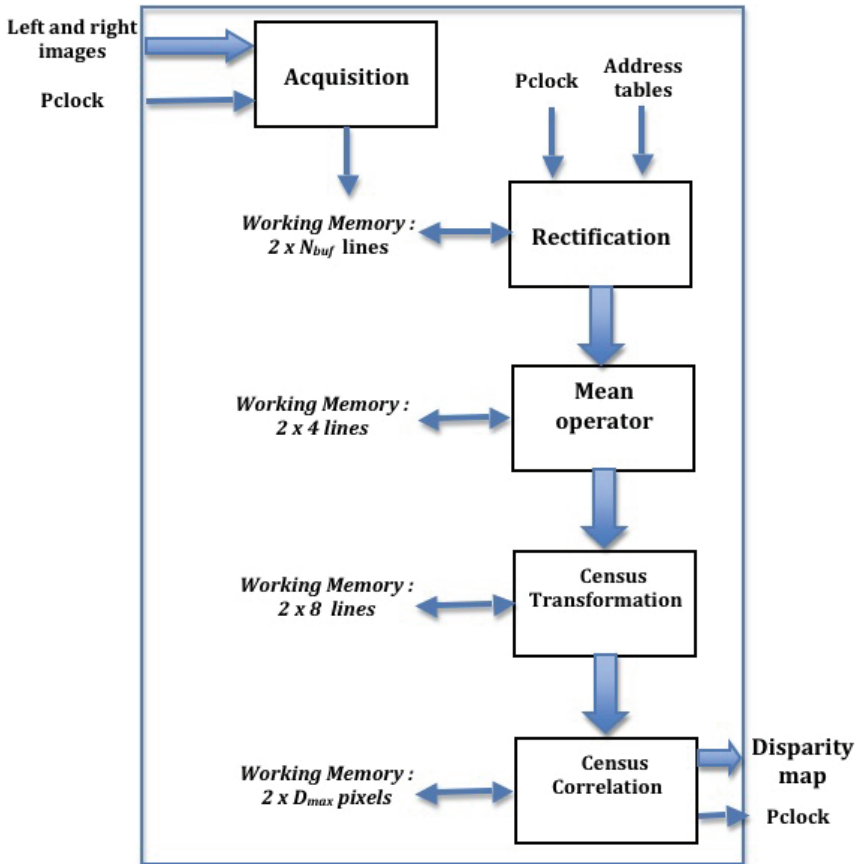 Left and right
images
Pclock
Acquisition
Pclock
Address
tables
Working Memory :
2 x Nbuf lines
Rectification
Working Memory :
2 x 4 lines
Mean
operator
Working Memory :
2 x 8 lines
Census
Transformation
Working Memory :
2 x Dmax pixels
Census
Correlation
Disparity
map
Pclock